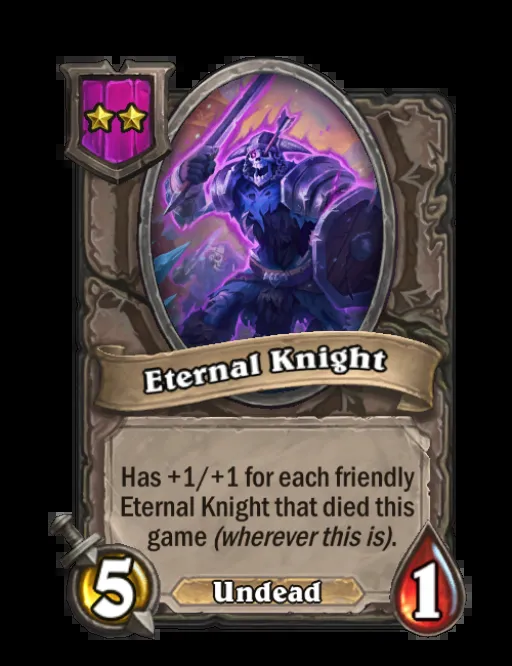 Eternal Knight
Has +1/+1 for each friendly
Eternal Knight that died this
game (wherever this is).
5
Undead
1